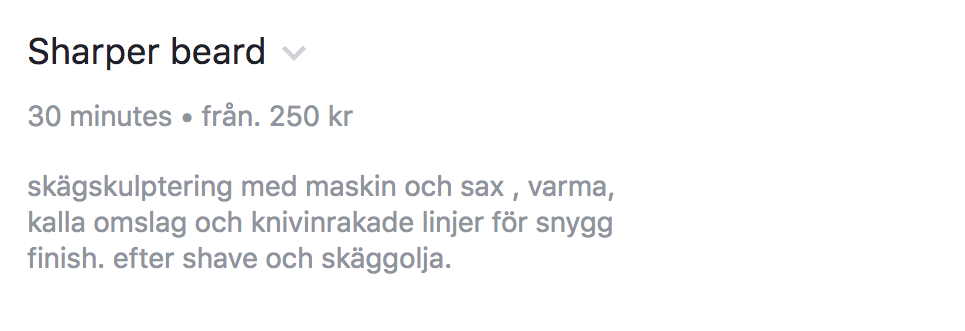 Sharper beard
30 minutes • från. 250 kr
skägskulptering med maskin och sax , varma,
kalla omslag och knivinrakade linjer för snygg
finish. efter shave och skäggolja.